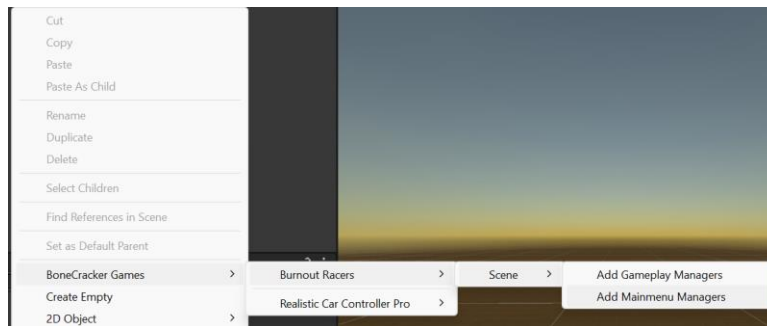 Cut
Copy
Paste
Paste As Child
Rename
Duplicate
Delete
Select Children
Find References in Scene
Set as Default Parent
BoneCracker Games
Burnout Racers
Scene
Add Gameplay Managers
Create Empty
Realistic Car Controller Pro
Add Mainmenu Managers
2D Object